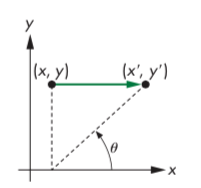 y
(x, y) (x′, y′)
θ
x